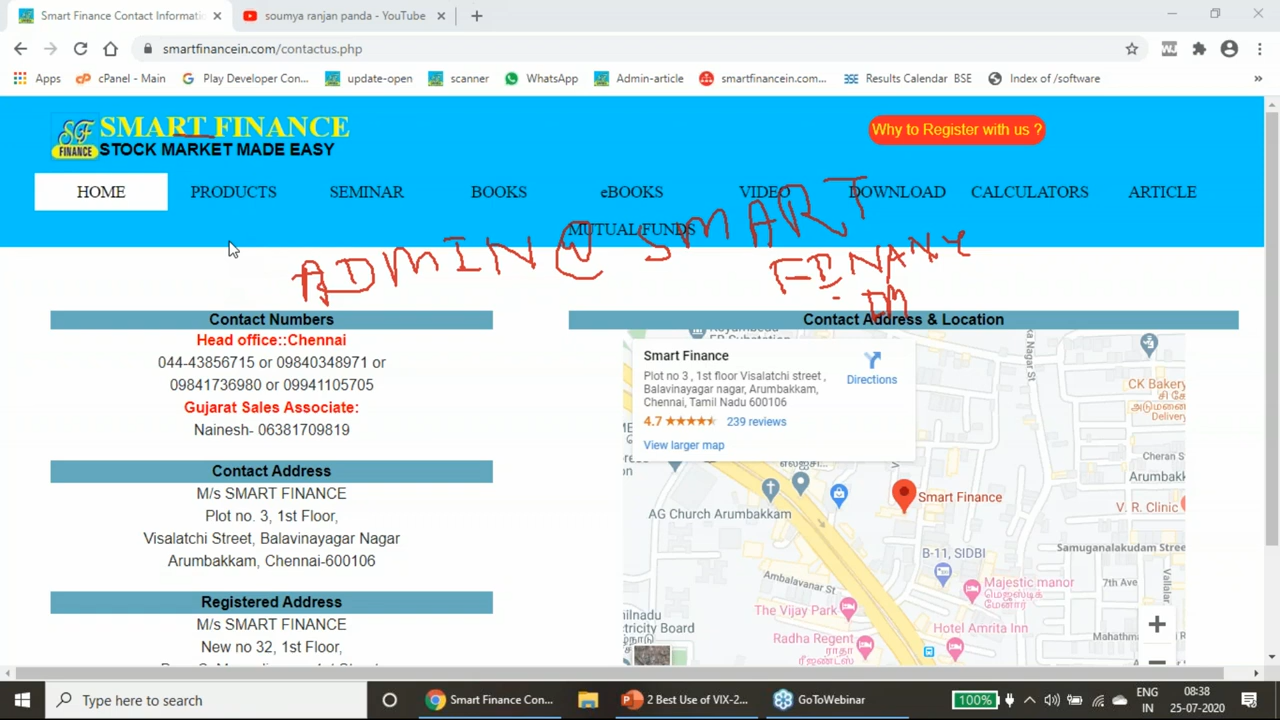 Smart Finance Contact Informati
soumya ranjan panda - YouTube
smartfinancein.com/contactus.php
Apps cPanel - Main Play Developer Con... update-open scanner WhatsApp Admin-article smartfinancein.com... Results Calendar BSE Index of /software »
SF
FINANCE
SMART FINANCE
STOCK MARKET MADE EASY
Why to Register with us ?
HOME PRODUCTS SEMINAR BOOKS eBOOKS VIDEO DOWNLOAD CALCULATORS ARTICLE
MUTUAL FUNDS
ADMIN @ SMART
Contact Numbers
Head office::Chennai
044-43856715 or 09840348971 or
09841736980 or 09941105705
Gujarat Sales Associate:
Nainesh- 06381709819
Contact Address
M/s SMART FINANCE
Plot no. 3, 1st Floor,
Visalatchi Street, Balavinayagar Nagar
Arumbakkam, Chennai-600106
Registered Address
M/s SMART FINANCE
New no 32, 1st Floor,
Contact Address & Location
Smart Finance
Plot no 3 , 1st floor Visalatchi street ,
Balavinayagar nagar, Arumbakkam,
Chennai, Tamil Nadu 600106
4.7 239 reviews
View larger map
Directions
CK Bakery
Delivery
Cheran Street
Arumbakk
Smart Finance
V. R. Clinic
AG Church Arumbakkam
B-11, SIDBI
Samuganalakudam Street
Ambalavanar St
Majestic manor
மெஜஸ்டிக்
மேனோர்
7th Ave
The Vijay Park
Hotel Amrita Inn
Radha Regent
ரீஜண்ட்
Type here to search
Smart Finance Con...
2 Best Use of VIX-2...
GoToWebinar
100%
ENG
IN
08:38
25-07-2020